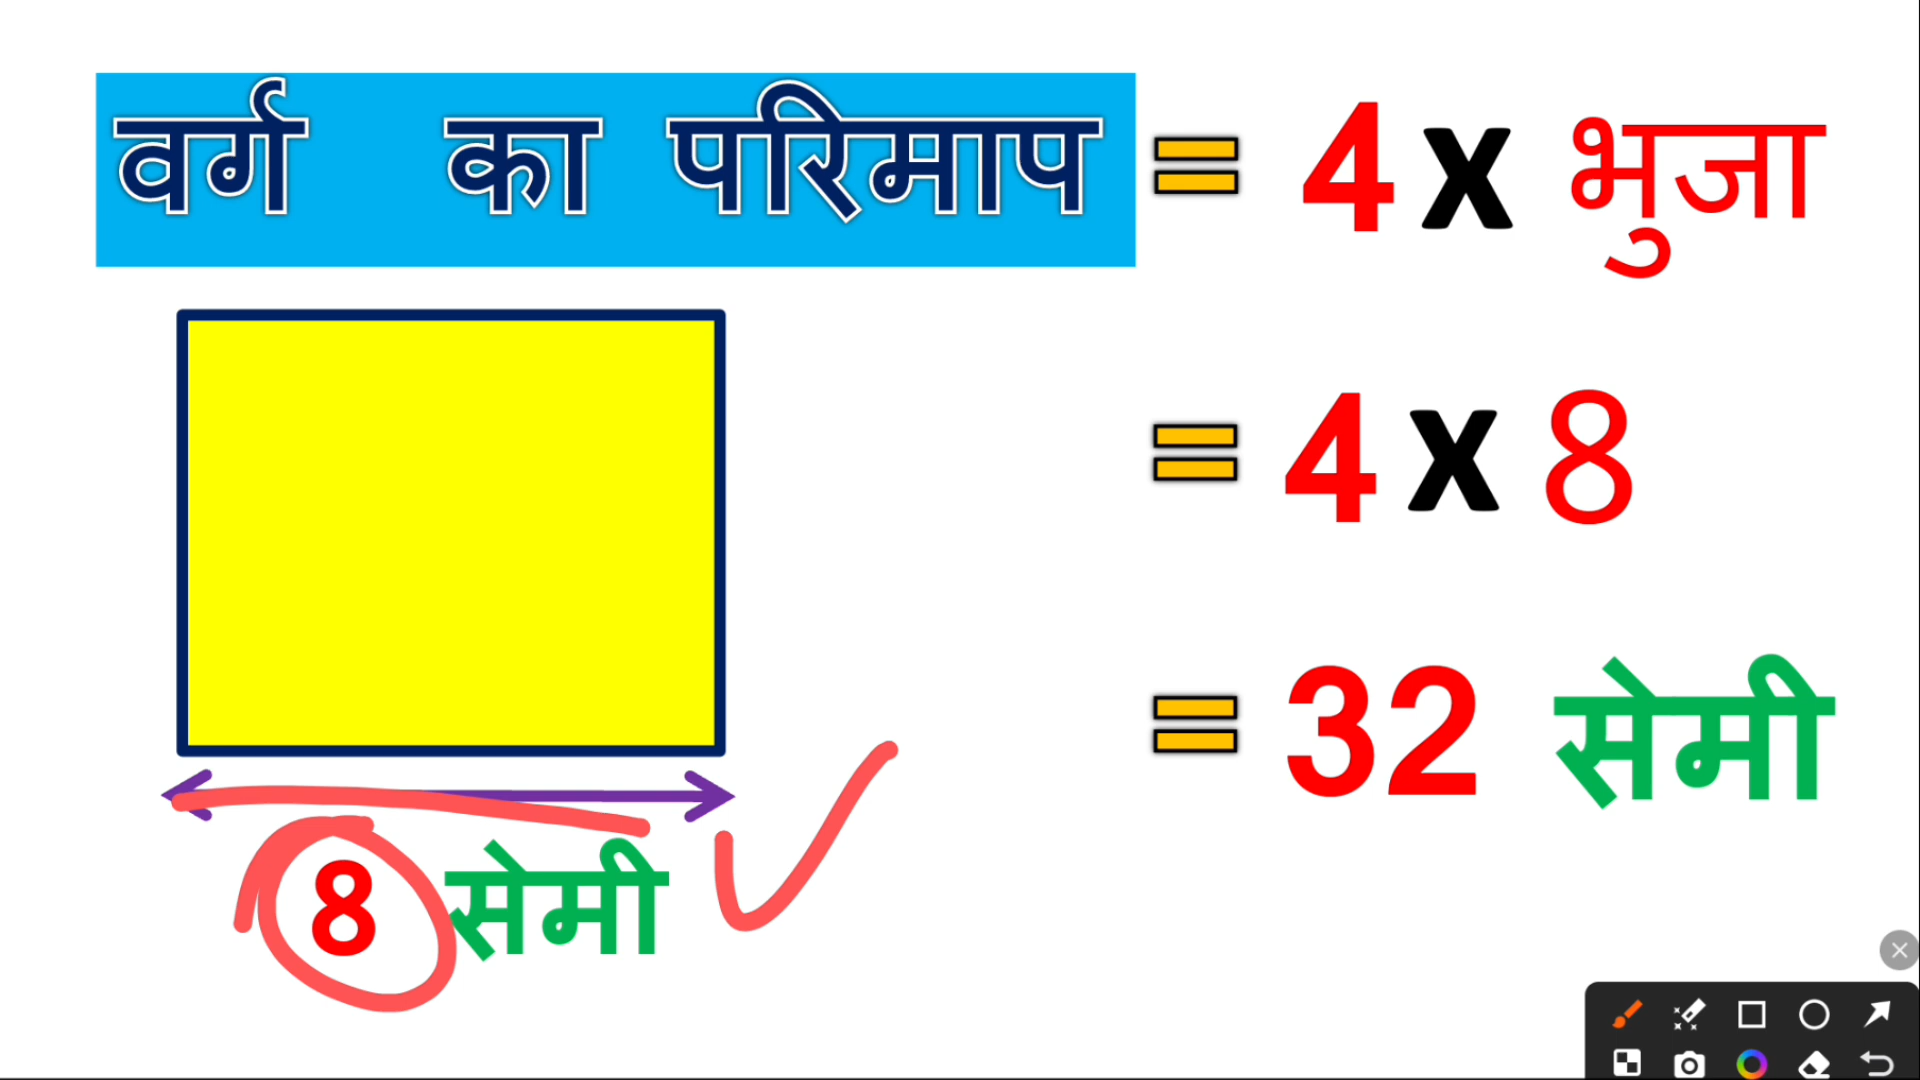 वर्ग का परिमाप = 4 x भुजा
= 4 x 8
= 32 सेमी
8 सेमी